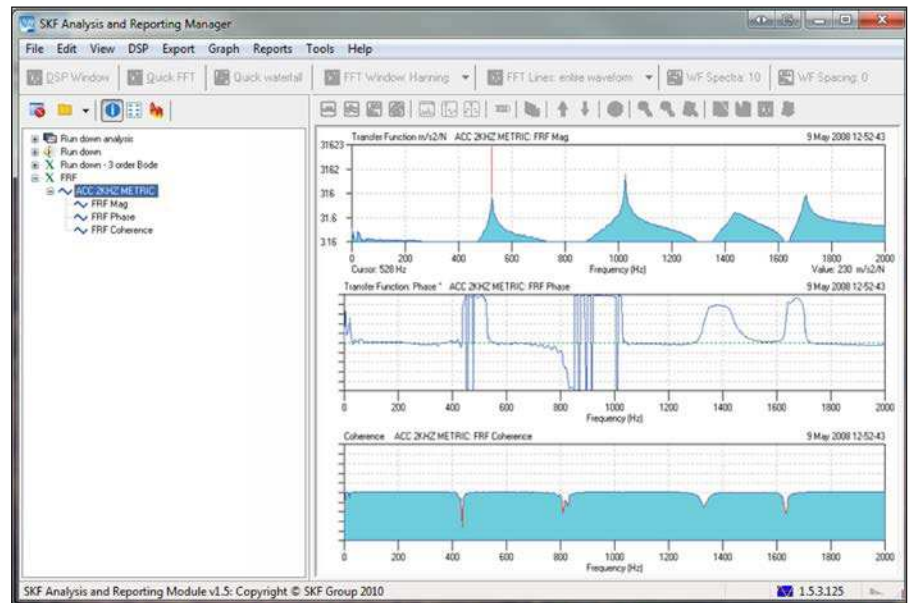 SKF Analysis and Reporting Manager
File Edit View DSP Export Graph Reports Tools Help
DSP Window Quick FFT Quick waterfall FFT Window: Hanning FFT Lines: entire waveform WF Spectra: 10 WF Spacing: 0
Run down analysis
Run down
Run down - 3 order Bode
FRF
ACC 2KHZ METRIC
FRF Mag
FRF Phase
FRF Coherence
Transfer Function m/s2/N ACC 2KHZ METRIC: FRF Mag 9 May 2008 12-52-43
31623
3162
316
31.6
3.16
0 200 400 600 800 1000 1200 1400 1600 1800 2000
Cursor: 528 Hz Frequency (Hz) Value: 230 m/s2/N
Transfer Function: Phase ° ACC 2KHZ METRIC: FRF Phase 9 May 2008 12-52-43
0 200 400 600 800 1000 1200 1400 1600 1800 2000
Frequency (Hz)
Coherence ACC 2KHZ METRIC: FRF Coherence 9 May 2008 12-52-43
0 200 400 600 800 1000 1200 1400 1600 1800 2000
Frequency (Hz)
SKF Analysis and Reporting Module v1.5: Copyright © SKF Group 2010 1.5.3.125